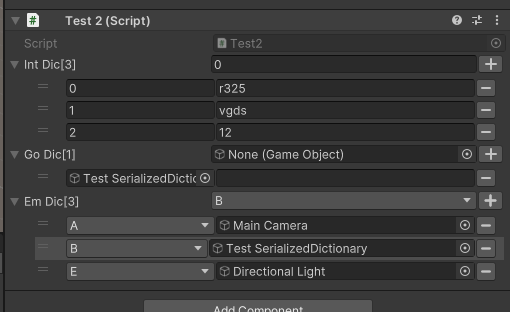 Test 2 (Script)
Script Test2
Int Dic[3] 0
0 r325
1 vgds
2 12
Go Dic[1] None (Game Object)
Test SerializedDictic
Em Dic[3] B
A Main Camera
B Test SerializedDictionary
E Directional Light
Add Component